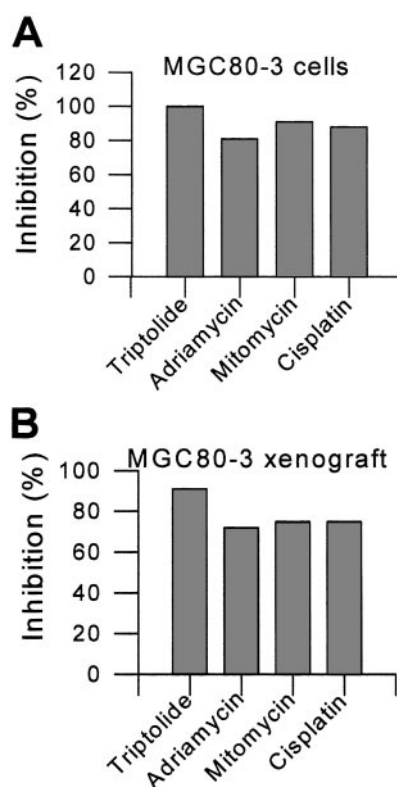 A
MGC80-3 cells
Inhibition (%)
120
100
80
60
40
20
0
Triptolide
Adriamycin
Mitomycin
Cisplatin
B
MGC80-3 xenograft
Inhibition (%)
100
80
60
40
20
0
Triptolide
Adriamycin
Mitomycin
Cisplatin